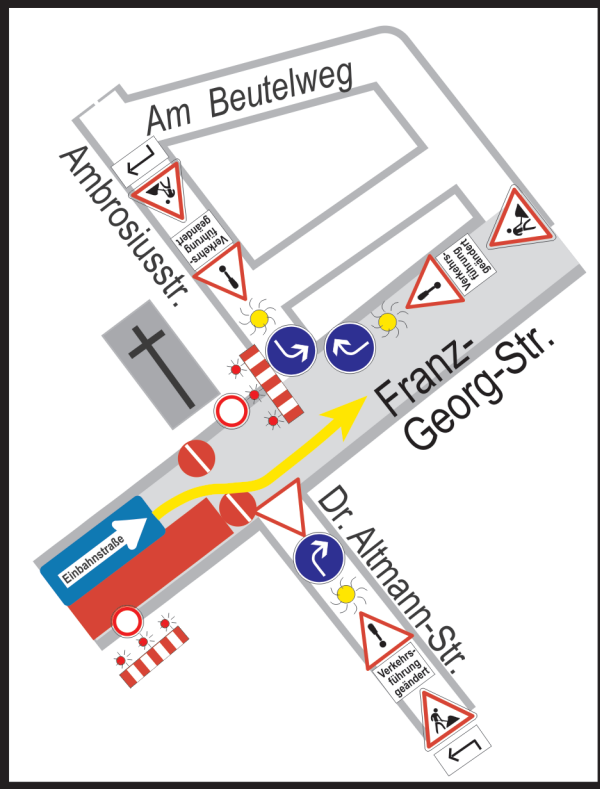 Am Beutelweg
Ambrosiusstr.
Verkehrs-
führung
geändert
Verkehrs-
führung
geändert
Franz-
Georg-Str.
Einbahnstraße
Dr. Altmann-Str.
Verkehrs-
führung
geändert